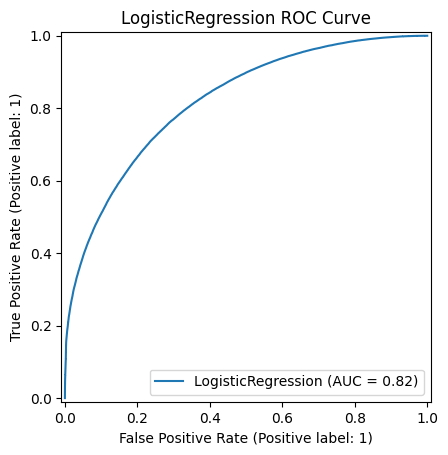 LogisticRegression ROC Curve
True Positive Rate (Positive label: 1)
1.0
0.8
0.6
0.4
0.2
0.0
LogisticRegression (AUC = 0.82)
0.0 0.2 0.4 0.6 0.8 1.0
False Positive Rate (Positive label: 1)